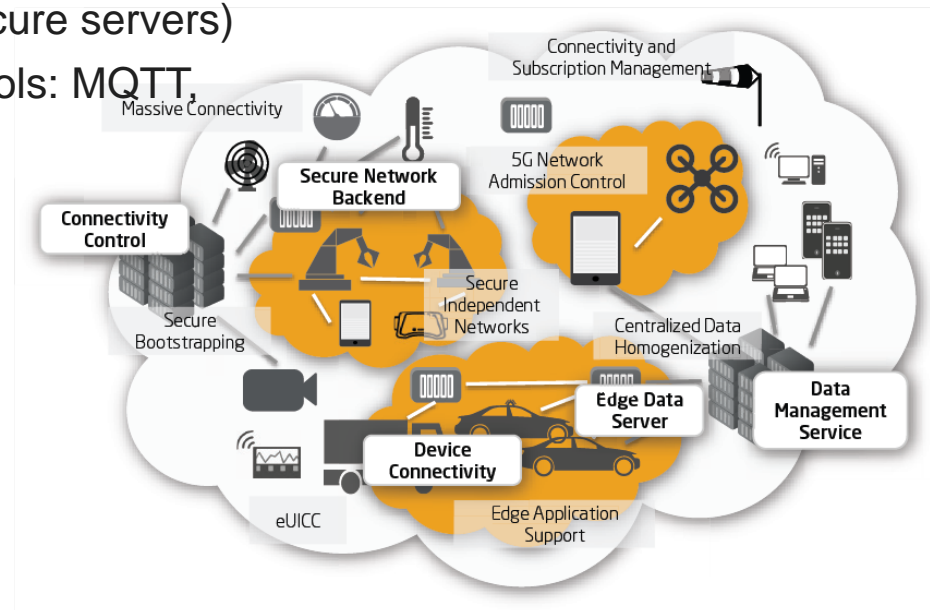 cure servers)
ols: MQTT,
Connectivity and
Subscription Management
Massive Connectivity
5G Network
Admission Control
Secure Network
Backend
Connectivity
Control
Secure
Independent
Networks
Secure
Bootstrapping
Centralized Data
Homogenization
Edge Data
Server
Data
Management
Service
Device
Connectivity
eUICC
Edge Application
Support